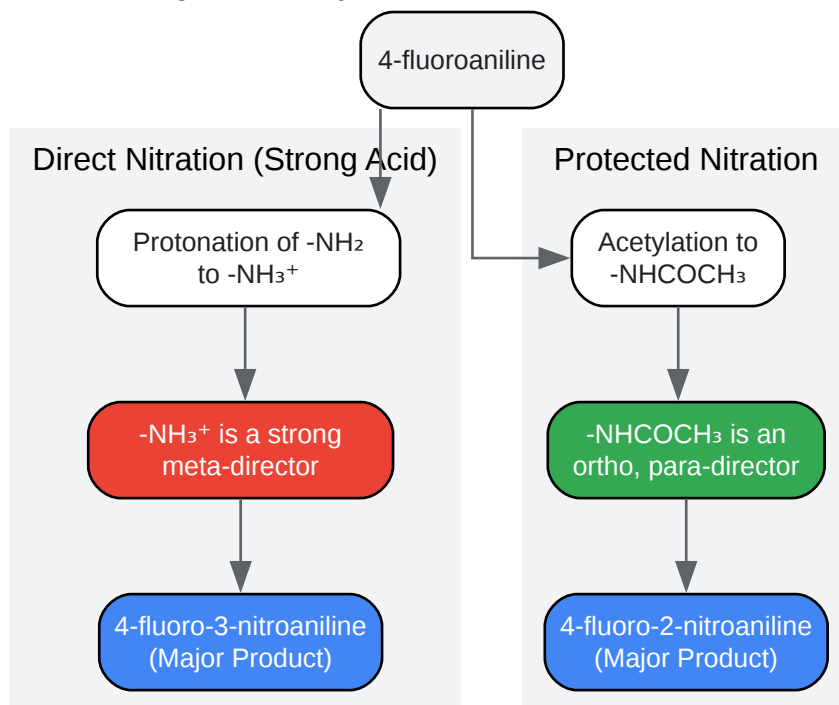 4-fluoroaniline
Direct Nitration (Strong Acid)
Protonation of -NH₂
to -NH₃⁺
-NH₃⁺ is a strong
meta-director
4-fluoro-3-nitroaniline
(Major Product)
Protected Nitration
Acetylation to
-NHCOCH₃
-NHCOCH₃ is an
ortho, para-director
4-fluoro-2-nitroaniline
(Major Product)